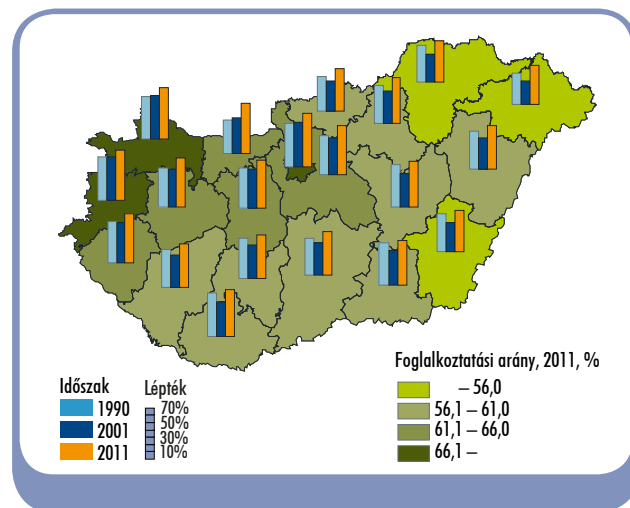 Időszak
1990
2001
2011
Lépték
70%
50%
30%
10%
Foglalkoztatási arány, 2011, %
– 56,0
56,1 – 61,0
61,1 – 66,0
66,1 –